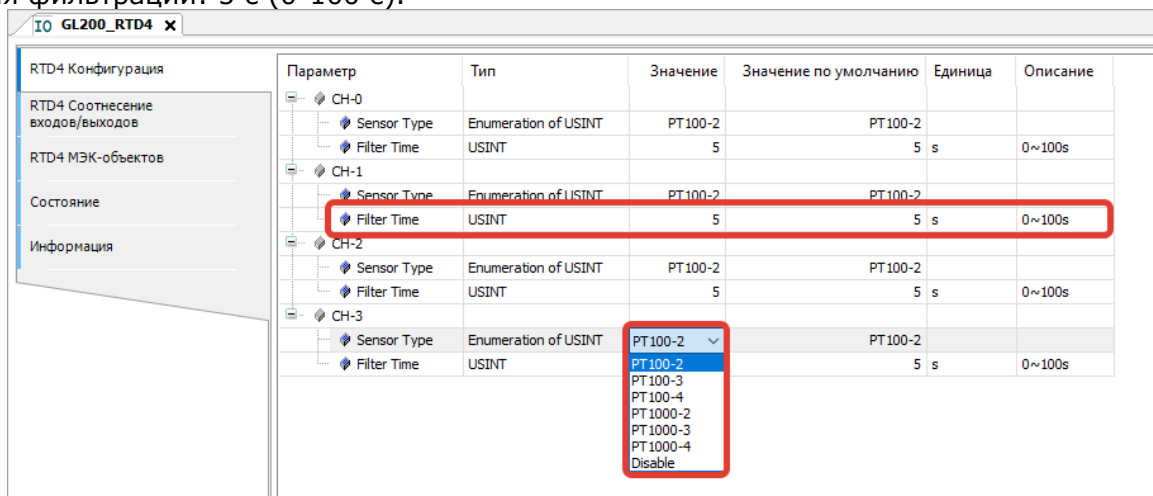 я фильтрации: 5 с (0-100 с).
IO GL200_RTD4 X
RTD4 Конфигурация
RTD4 Соотнесение
входов/выходов
RTD4 МЭК-объектов
Состояние
Информация
Параметр Тип Значение Значение по умолчанию Единица Описание
CH-0
Sensor Type Enumeration of USINT PT100-2 PT100-2
Filter Time USINT 5 5 s 0~100s
CH-1
Sensor Type Enumeration of USINT PT100-2 PT100-2
Filter Time USINT 5 5 s 0~100s
CH-2
Sensor Type Enumeration of USINT PT100-2 PT100-2
Filter Time USINT 5 5 s 0~100s
CH-3
Sensor Type Enumeration of USINT PT100-2 PT100-2
Filter Time USINT 5 s 0~100s
PT100-2
PT100-3
PT100-4
PT1000-2
PT1000-3
PT1000-4
Disable